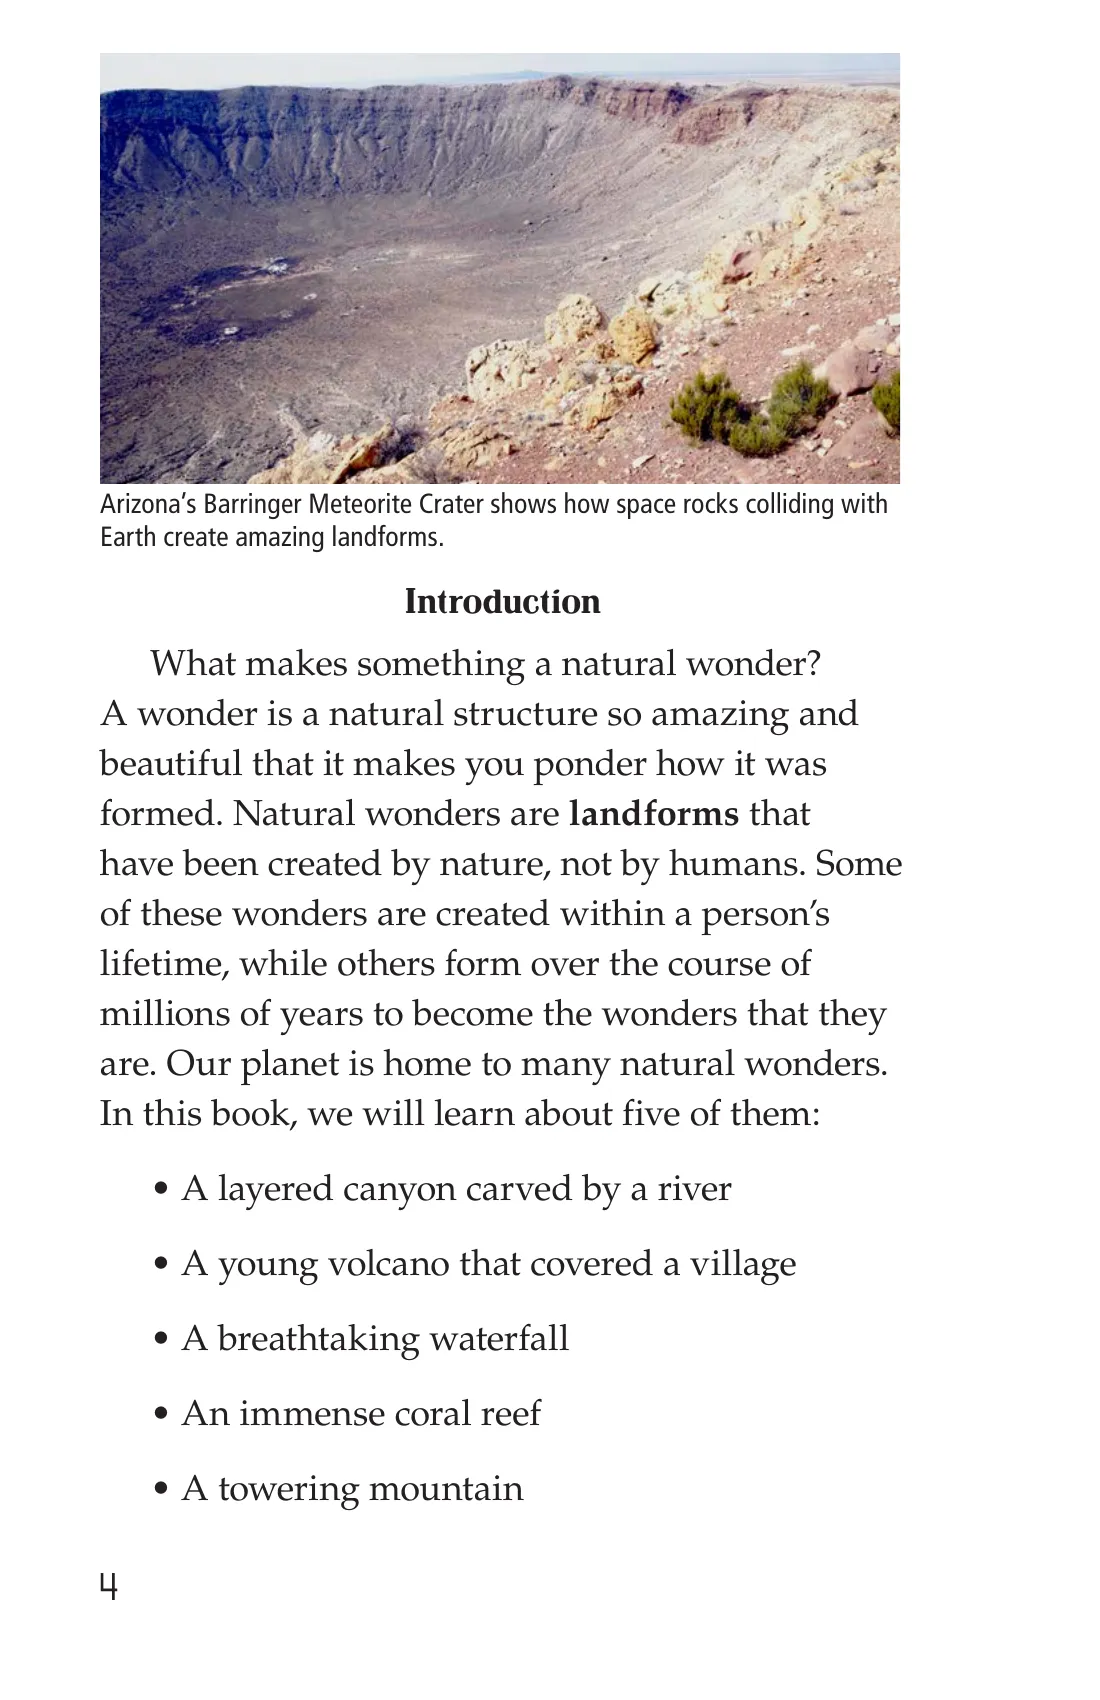 Arizona’s Barringer Meteorite Crater shows how space rocks colliding with
Earth create amazing landforms.
Introduction
What makes something a natural wonder?
A wonder is a natural structure so amazing and
beautiful that it makes you ponder how it was
formed. Natural wonders are landforms that
have been created by nature, not by humans. Some
of these wonders are created within a person’s
lifetime, while others form over the course of
millions of years to become the wonders that they
are. Our planet is home to many natural wonders.
In this book, we will learn about five of them:
• A layered canyon carved by a river
• A young volcano that covered a village
• A breathtaking waterfall
• An immense coral reef
• A towering mountain
4